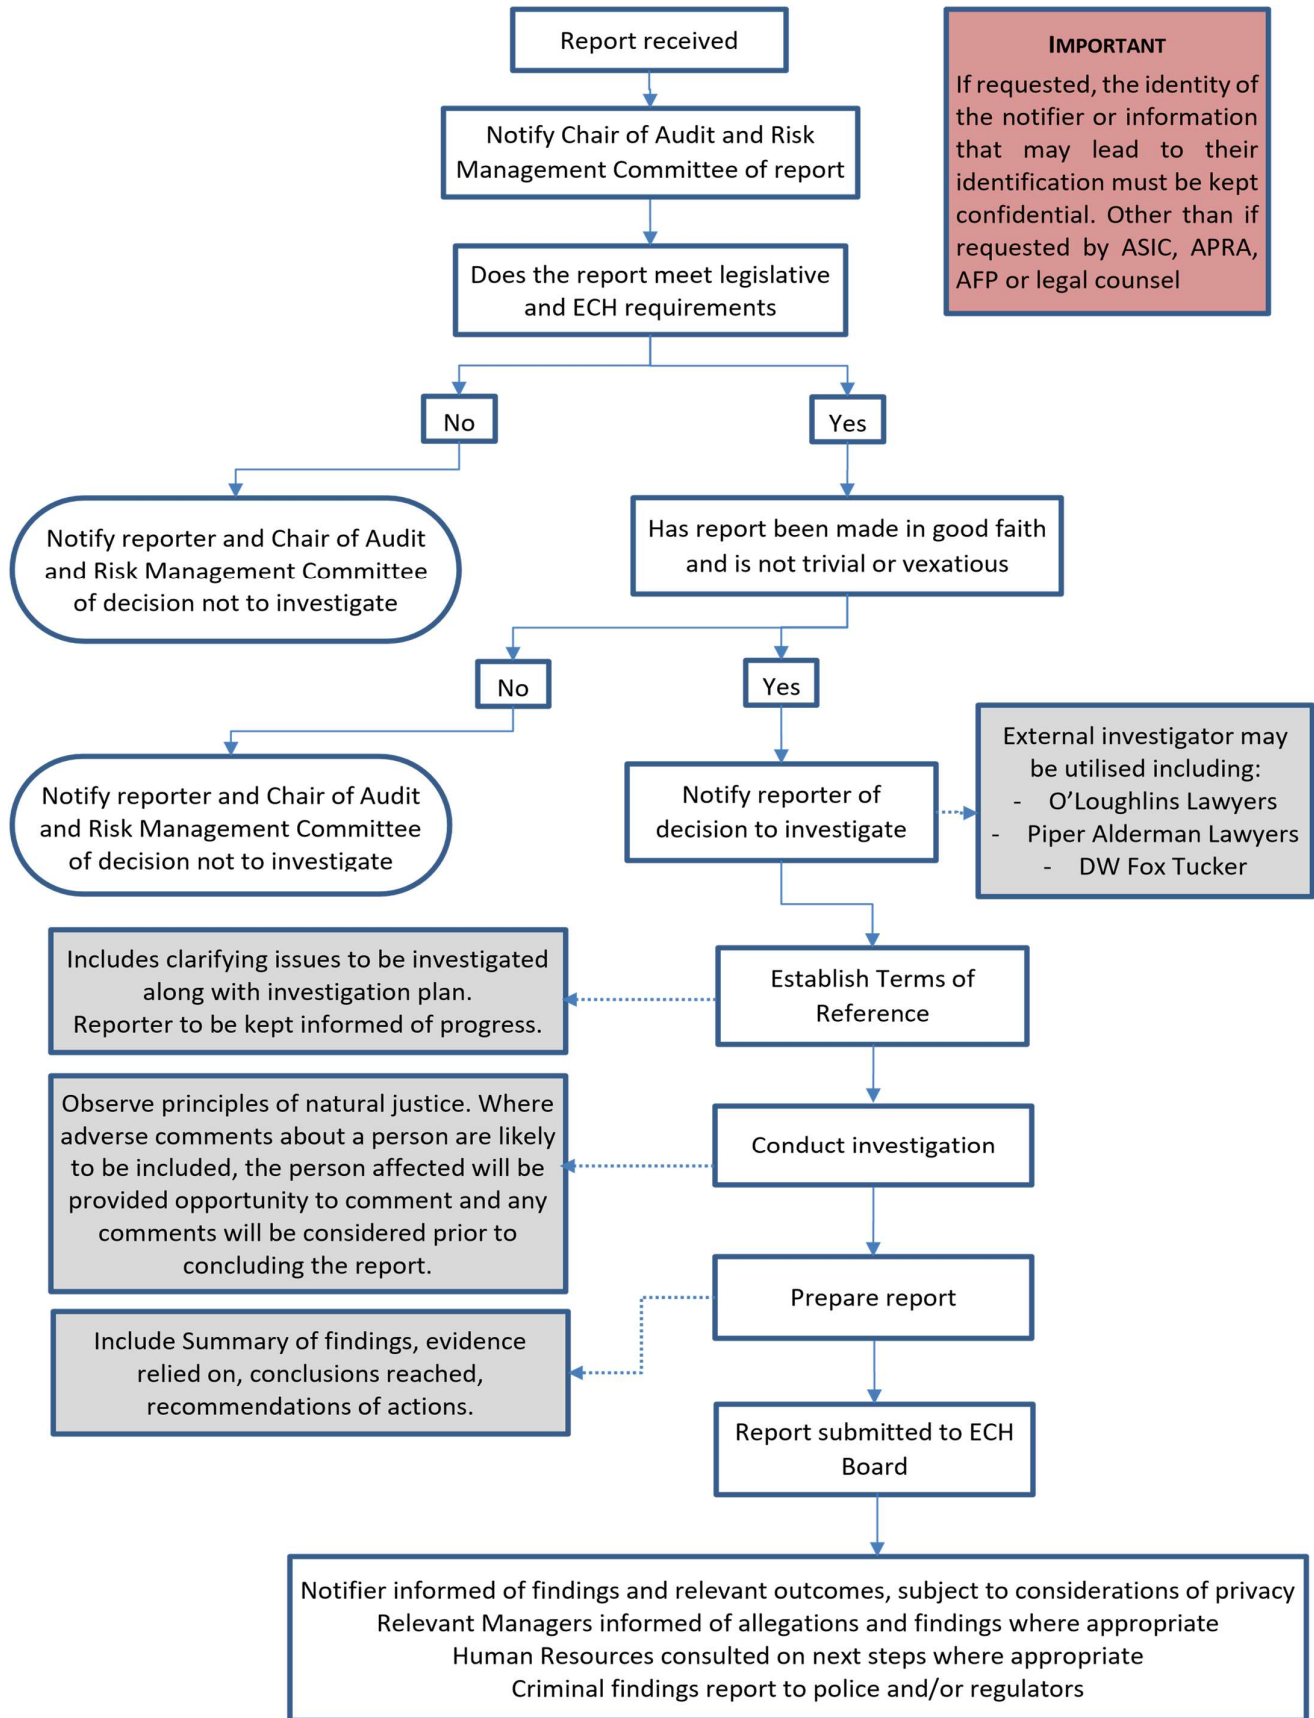 Report received
IMPORTANT
If requested, the identity of
the notifier or information
that may lead to their
identification must be kept
confidential. Other than if
requested by ASIC, APRA,
AFP or legal counsel
Notify Chair of Audit and Risk
Management Committee of report
Does the report meet legislative
and ECH requirements
No
Yes
Notify reporter and Chair of Audit
and Risk Management Committee
of decision not to investigate
Has report been made in good faith
and is not trivial or vexatious
No
Yes
Notify reporter and Chair of Audit
and Risk Management Committee
of decision not to investigate
Notify reporter of
decision to investigate
External investigator may
be utilised including:
- O'Loughlins Lawyers
- Piper Alderman Lawyers
- DW Fox Tucker
Includes clarifying issues to be investigated
along with investigation plan.
Reporter to be kept informed of progress.
Establish Terms of
Reference
Observe principles of natural justice. Where
adverse comments about a person are likely
to be included, the person affected will be
provided opportunity to comment and any
comments will be considered prior to
concluding the report.
Conduct investigation
Prepare report
Include Summary of findings, evidence
relied on, conclusions reached,
recommendations of actions.
Report submitted to ECH
Board
Notifier informed of findings and relevant outcomes, subject to considerations of privacy
Relevant Managers informed of allegations and findings where appropriate
Human Resources consulted on next steps where appropriate
Criminal findings report to police and/or regulators